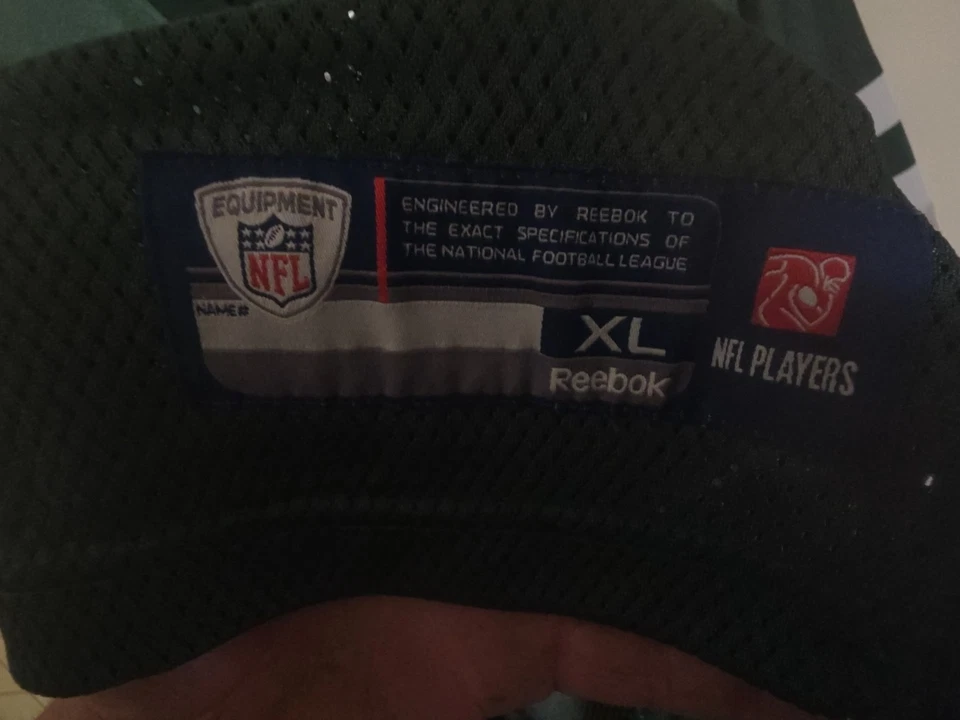 EQUIPMENT
NFL
ENGINEERED BY REEBOK TO
THE EXACT SPECIFICATIONS OF
THE NATIONAL FOOTBALL LEAGUE
NAME#
XL
Reebok
NFL PLAYERS